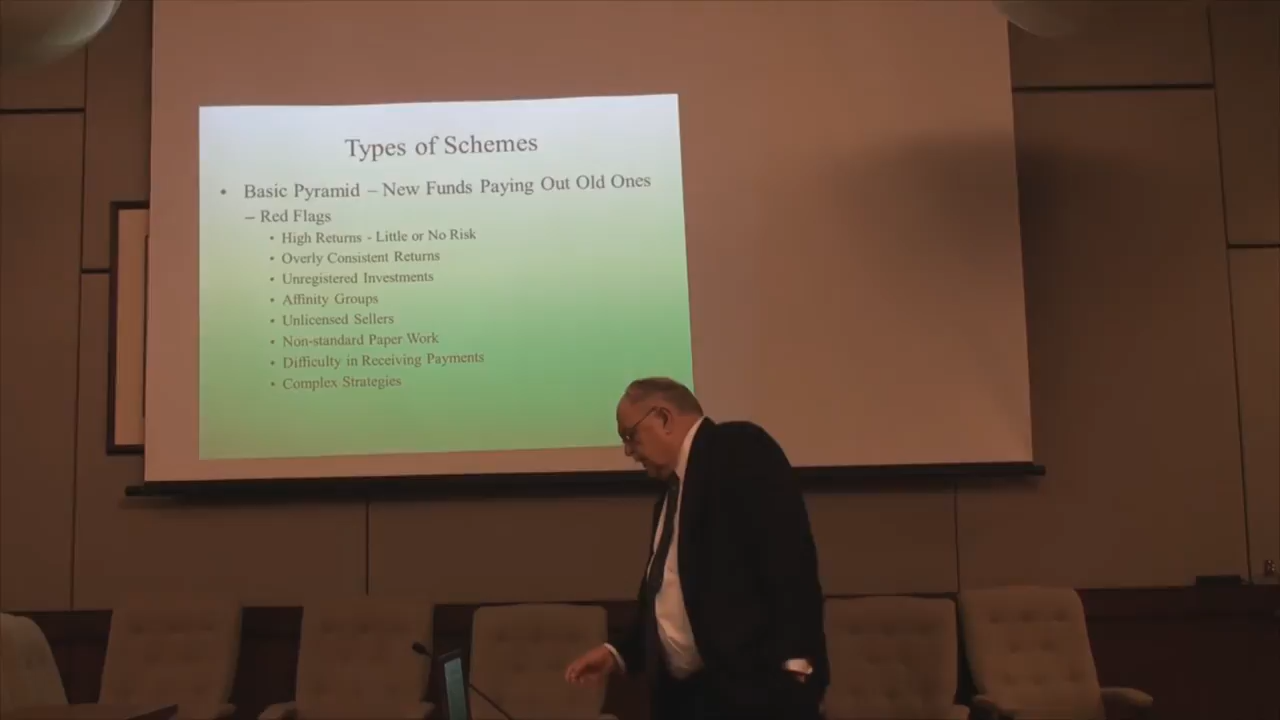 Types of Schemes
• Basic Pyramid – New Funds Paying Out Old Ones
– Red Flags
• High Returns - Little or No Risk
• Overly Consistent Returns
• Unregistered Investments
• Affinity Groups
• Unlicensed Sellers
• Non-standard Paper Work
• Difficulty in Receiving Payments
• Complex Strategies